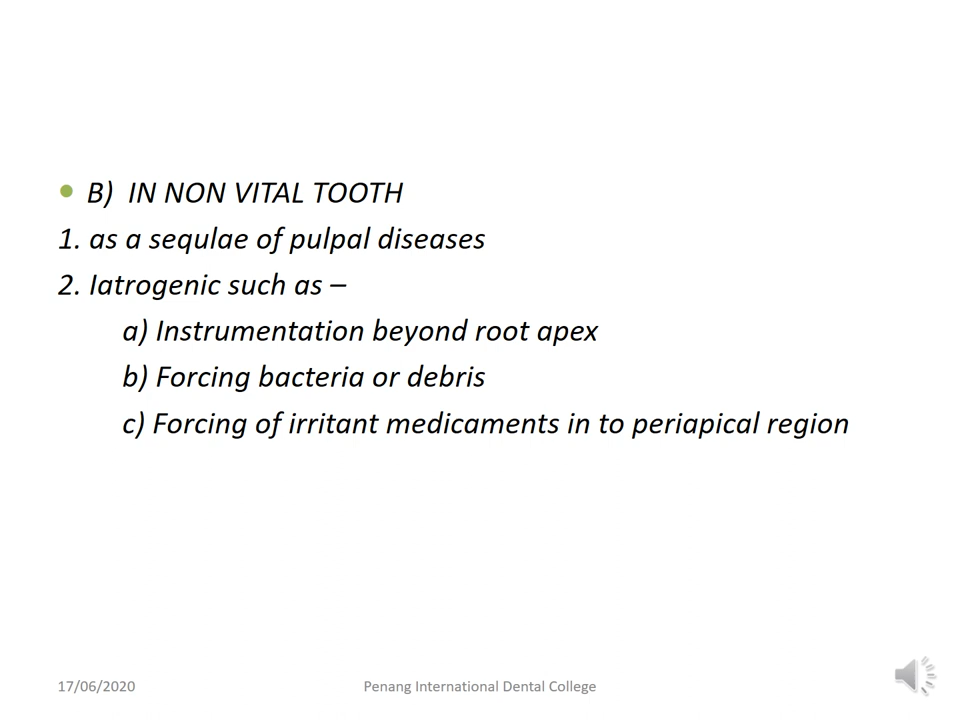 B) IN NON VITAL TOOTH
1. as a sequlae of pulpal diseases
2. Iatrogenic such as –
a) Instrumentation beyond root apex
b) Forcing bacteria or debris
c) Forcing of irritant medicaments in to periapical region
17/06/2020
Penang International Dental College